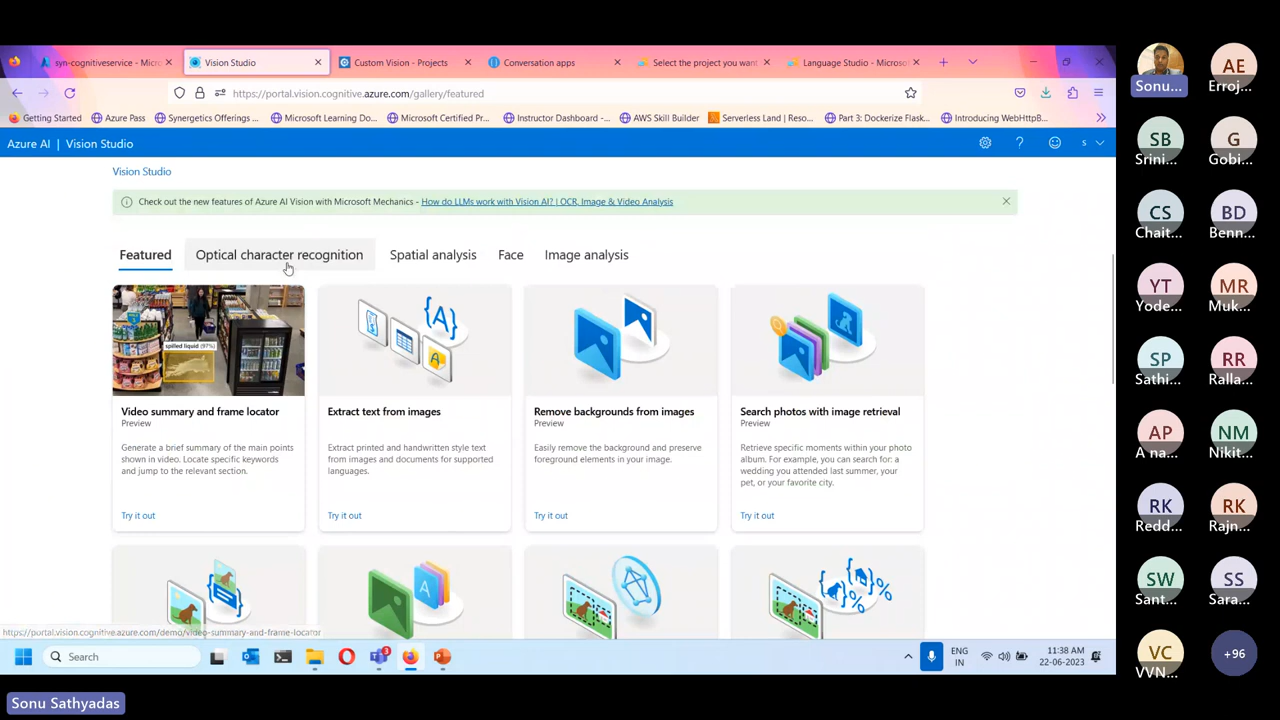 syn-cognitiveservice - Micro
Vision Studio
Custom Vision - Projects
Conversation apps
Select the project you want
Language Studio - Microsof
https://portal.vision.cognitive.azure.com/gallery/featured
Getting Started
Azure Pass
Synergetics Offerings ...
Microsoft Learning Do...
Microsoft Certified Pr...
Instructor Dashboard -...
AWS Skill Builder
Serverless Land | Reso...
Part 3: Dockerize Flask...
Introducing WebHttpB...
Azure AI | Vision Studio
s
Vision Studio
Check out the new features of Azure AI Vision with Microsoft Mechanics - How do LLMs work with Vision AI? | OCR, Image & Video Analysis
Featured
Optical character recognition
Spatial analysis
Face
Image analysis
spilled liquid (97%)
{A}
A
Video summary and frame locator
Preview
Generate a brief summary of the main points
shown in video. Locate specific keywords
and jump to the relevant section.
Try it out
Extract text from images
Extract printed and handwritten style text
from images and documents for supported
languages.
Try it out
Remove backgrounds from images
Preview
Easily remove the background and preserve
foreground elements in your image.
Try it out
Search photos with image retrieval
Preview
Retrieve specific moments within your photo
album. For example, you can search for: a
wedding you attended last summer, your
pet, or your favorite city.
Try it out
A
%
%
https://portal.vision.cognitive.azure.com/demo/video-summary-and-frame-locator
Search
3
ENG
IN
11:38 AM
22-06-2023
Sonu Sathyadas
Sonu...
AE
Erroj...
SB
Srini...
G
Gobi...
CS
Chait...
BD
Benn...
YT
Yode...
MR
Muk...
SP
Sathi...
RR
Ralla...
AP
A na...
NM
Nikit...
RK
Redd...
RK
Rajn...
SW
Sant...
SS
Sara...
VC
VVN...
+96